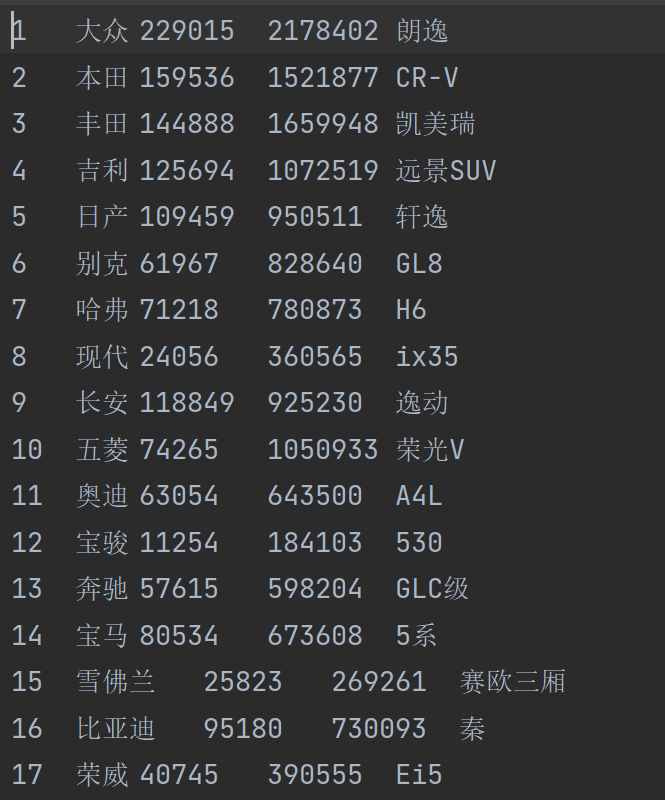 1 大众 229015 2178402 朗逸
2 本田 159536 1521877 CR-V
3 丰田 144888 1659948 凯美瑞
4 吉利 125694 1072519 远景SUV
5 日产 109459 950511 轩逸
6 别克 61967 828640 GL8
7 哈弗 71218 780873 H6
8 现代 24056 360565 ix35
9 长安 118849 925230 逸动
10 五菱 74265 1050933 荣光V
11 奥迪 63054 643500 A4L
12 宝骏 11254 184103 530
13 奔驰 57615 598204 GLC级
14 宝马 80534 673608 5系
15 雪佛兰 25823 269261 赛欧三厢
16 比亚迪 95180 730093 秦
17 荣威 40745 390555 Ei5